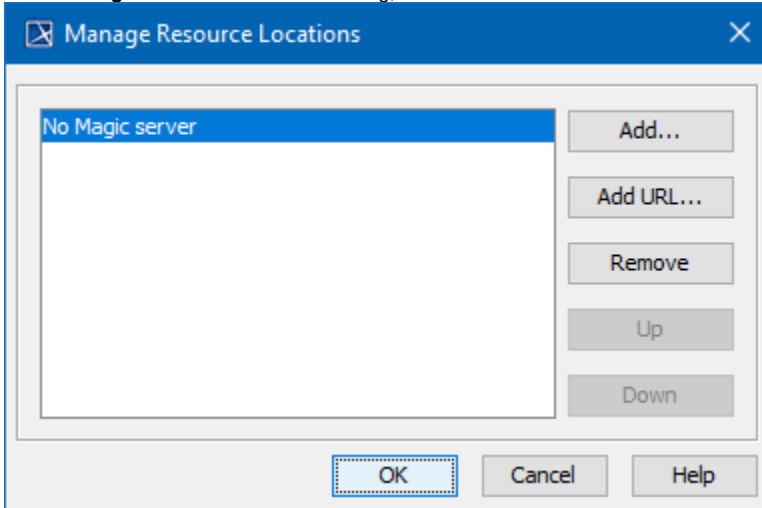 Manage Resource Locations
No Magic server
Add...
Add URL...
Remove
Up
Down
OK
Cancel
Help